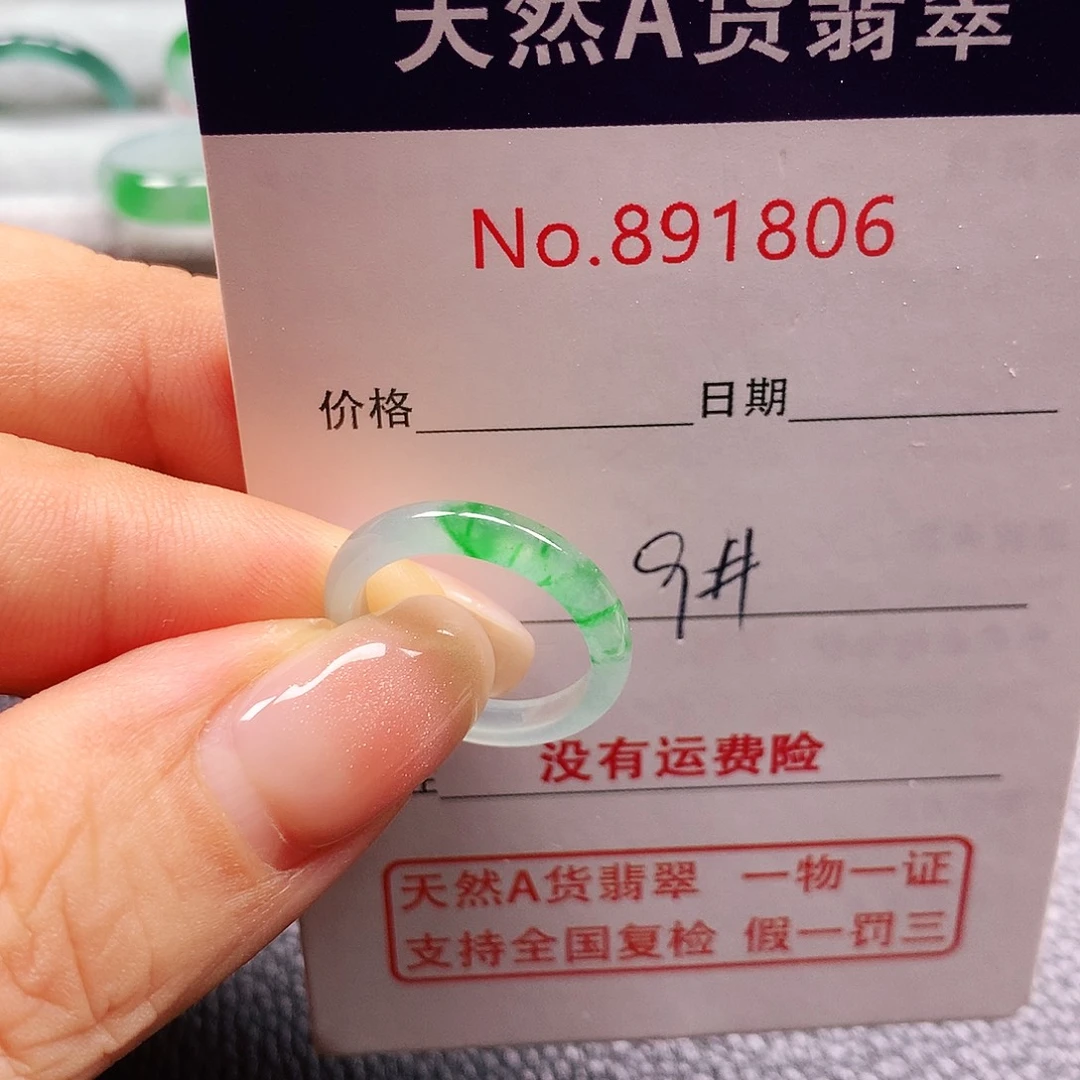 天然A货翡翠
No.891806
价格 日期
9#
没有运费险
天然A货翡翠 一物一证
支持全国复检 假一罚三